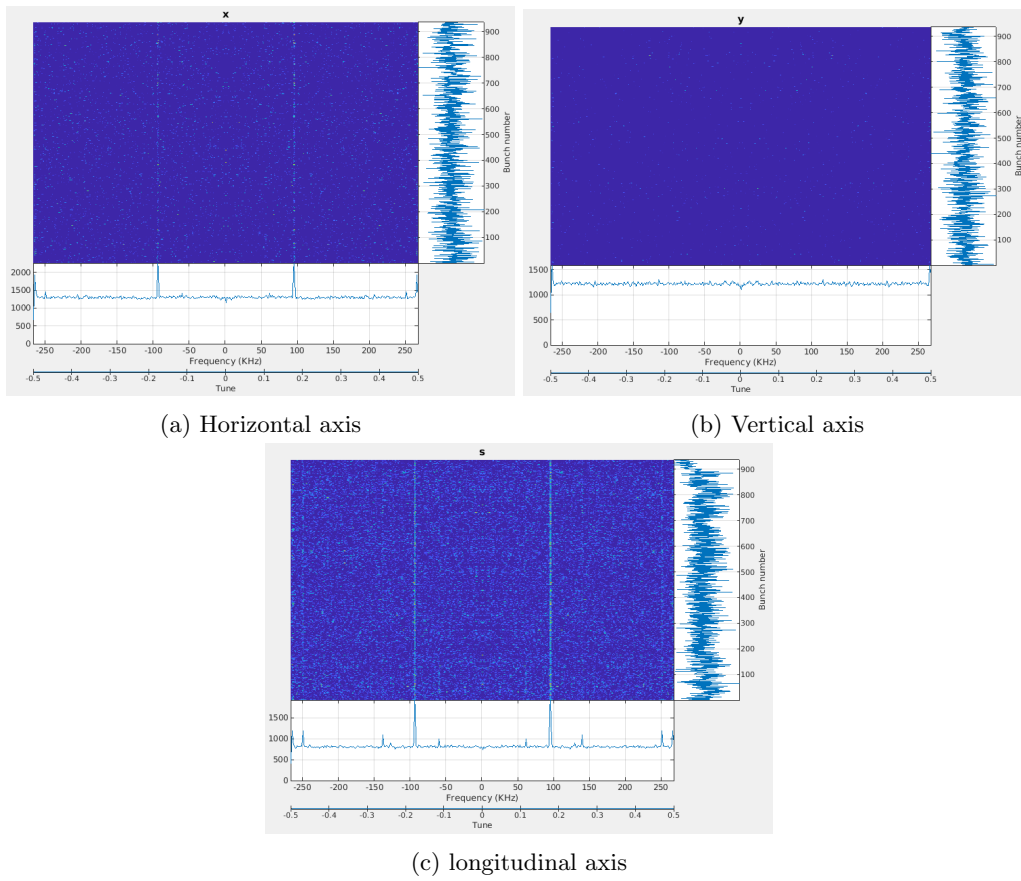 x
900
800
700
600
500
400
300
200
100
Bunch number
2000
1500
1000
500
0
-250 -200 -150 -100 -50 0 50 100 150 200 250
Frequency (KHz)
-0.5 -0.4 -0.3 -0.2 -0.1 0 0.1 0.2 0.3 0.4 0.5
Tune
(a) Horizontal axis
y
900
800
700
600
500
400
300
200
100
Bunch number
1500
1000
500
0
-250 -200 -150 -100 -50 0 50 100 150 200 250
Frequency (KHz)
-0.5 -0.4 -0.3 -0.2 -0.1 0 0.1 0.2 0.3 0.4 0.5
Tune
(b) Vertical axis
s
900
800
700
600
500
400
300
200
100
Bunch number
1500
1000
500
0
-250 -200 -150 -100 -50 0 50 100 150 200 250
Frequency (KHz)
-0.5 -0.4 -0.3 -0.2 -0.1 0 0.1 0.2 0.3 0.4 0.5
Tune
(c) longitudinal axis